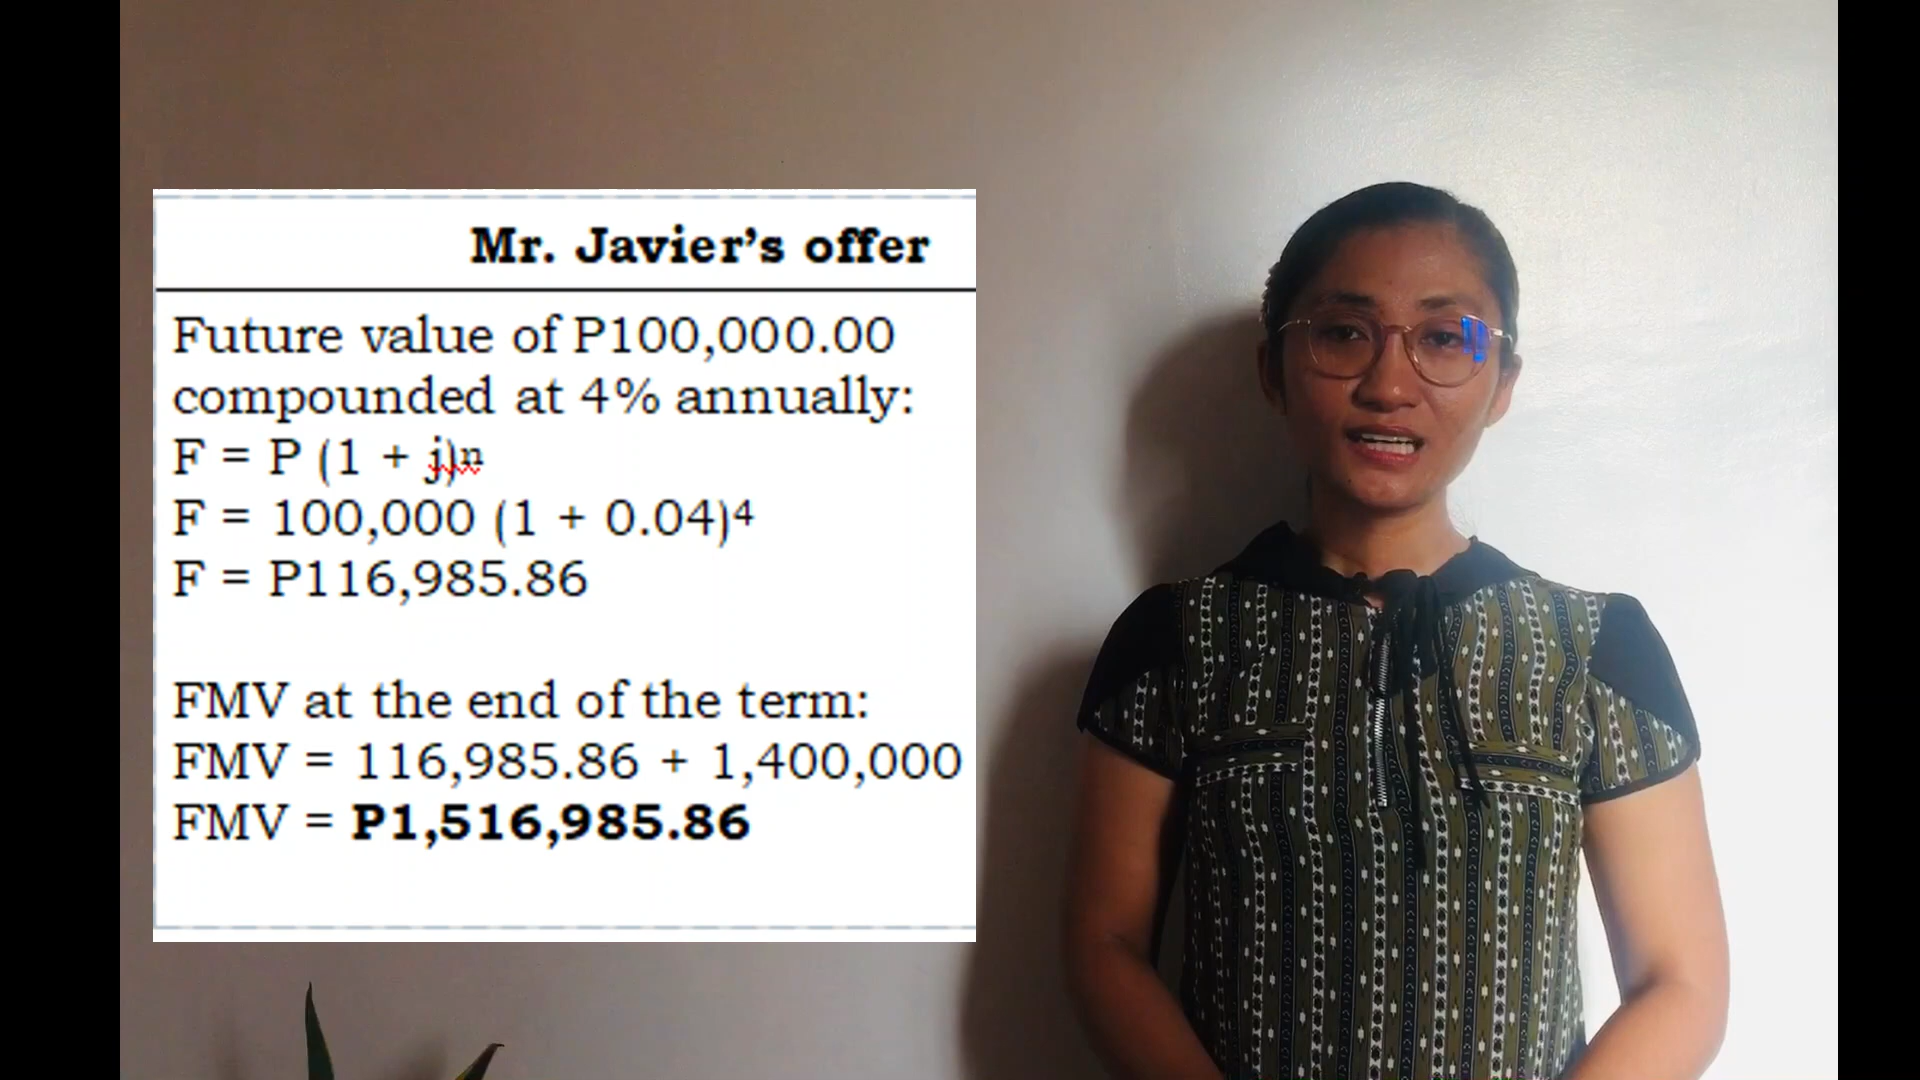 Mr. Javier's offer
Future value of P100,000.00
compounded at 4% annually:
F = P (1 + j)ⁿ
F = 100,000 (1 + 0.04)⁴
F = P116,985.86
FMV at the end of the term:
FMV = 116,985.86 + 1,400,000
FMV = P1,516,985.86